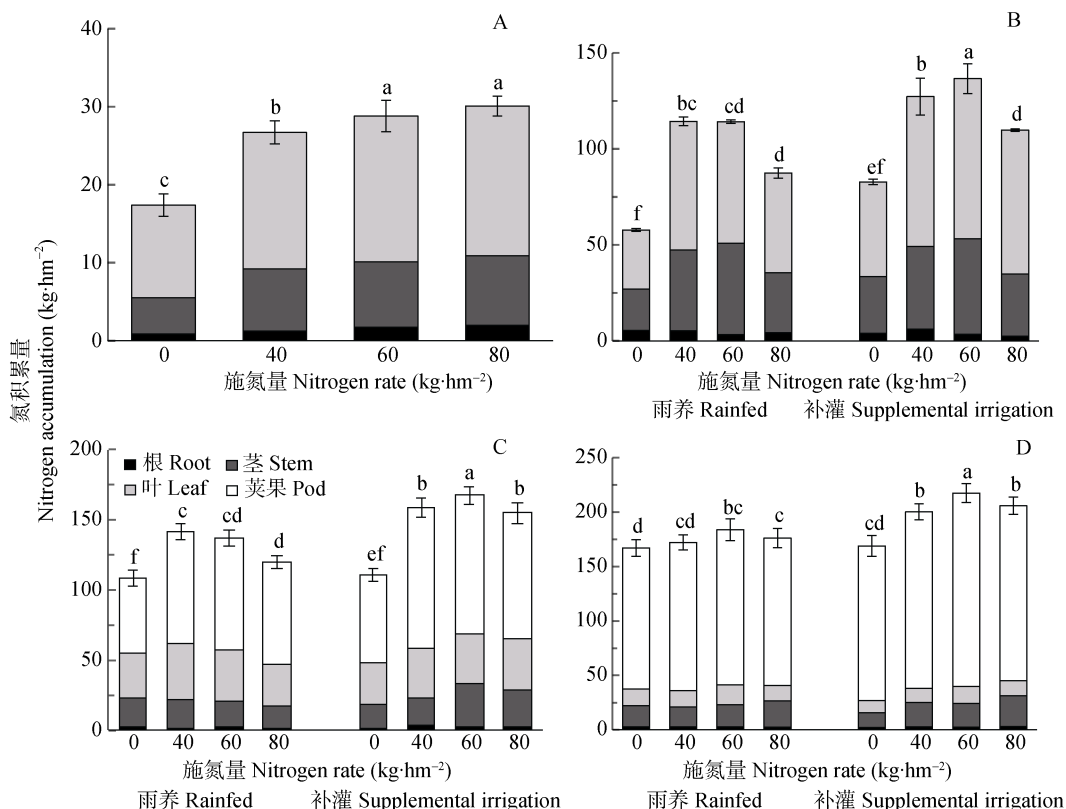 氮积累量
Nitrogen accumulation (kg·hm⁻²)
A
40
30
20
10
0
c
b
a
a
0 40 60 80
施氮量 Nitrogen rate (kg·hm⁻²)
B
150
100
50
0
f
bc
cd
d
ef
b
a
d
0 40 60 80 0 40 60 80
施氮量 Nitrogen rate (kg·hm⁻²)
雨养 Rainfed 补灌 Supplemental irrigation
C
200
150
100
50
0
根 Root 茎 Stem
叶 Leaf 荚果 Pod
f
c
cd
d
ef
b
a
b
0 40 60 80 0 40 60 80
施氮量 Nitrogen rate (kg·hm⁻²)
雨养 Rainfed 补灌 Supplemental irrigation
D
250
200
150
100
50
0
d
cd
bc
c
cd
b
a
b
0 40 60 80 0 40 60 80
施氮量 Nitrogen rate (kg·hm⁻²)
雨养 Rainfed 补灌 Supplemental irrigation